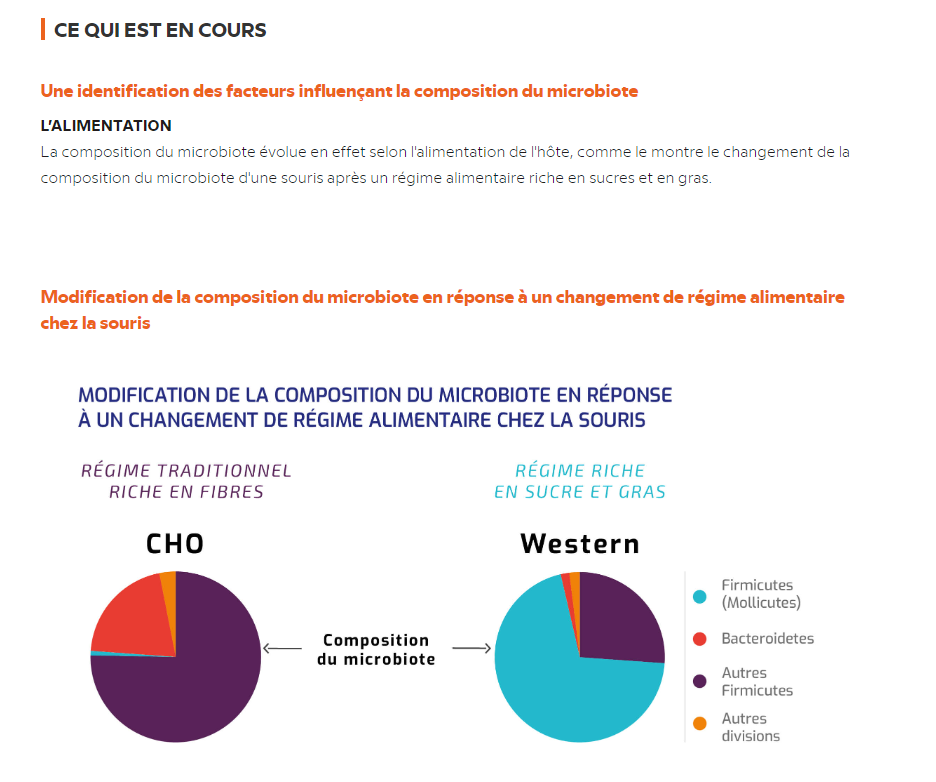 CE QUI EST EN COURS
Une identification des facteurs influençant la composition du microbiote
L'ALIMENTATION
La composition du microbiote évolue en effet selon l'alimentation de l'hôte, comme le montre le changement de la
composition du microbiote d'une souris après un régime alimentaire riche en sucres et en gras.
Modification de la composition du microbiote en réponse à un changement de régime alimentaire
chez la souris
MODIFICATION DE LA COMPOSITION DU MICROBIOTE EN RÉPONSE
À UN CHANGEMENT DE RÉGIME ALIMENTAIRE CHEZ LA SOURIS
RÉGIME TRADITIONNEL
RICHE EN FIBRES
RÉGIME RICHE
EN SUCRE ET GRAS
CHO
Western
Composition
du microbiote
Firmicutes
(Mollicutes)
Bacteroidetes
Autres
Firmicutes
Autres
divisions